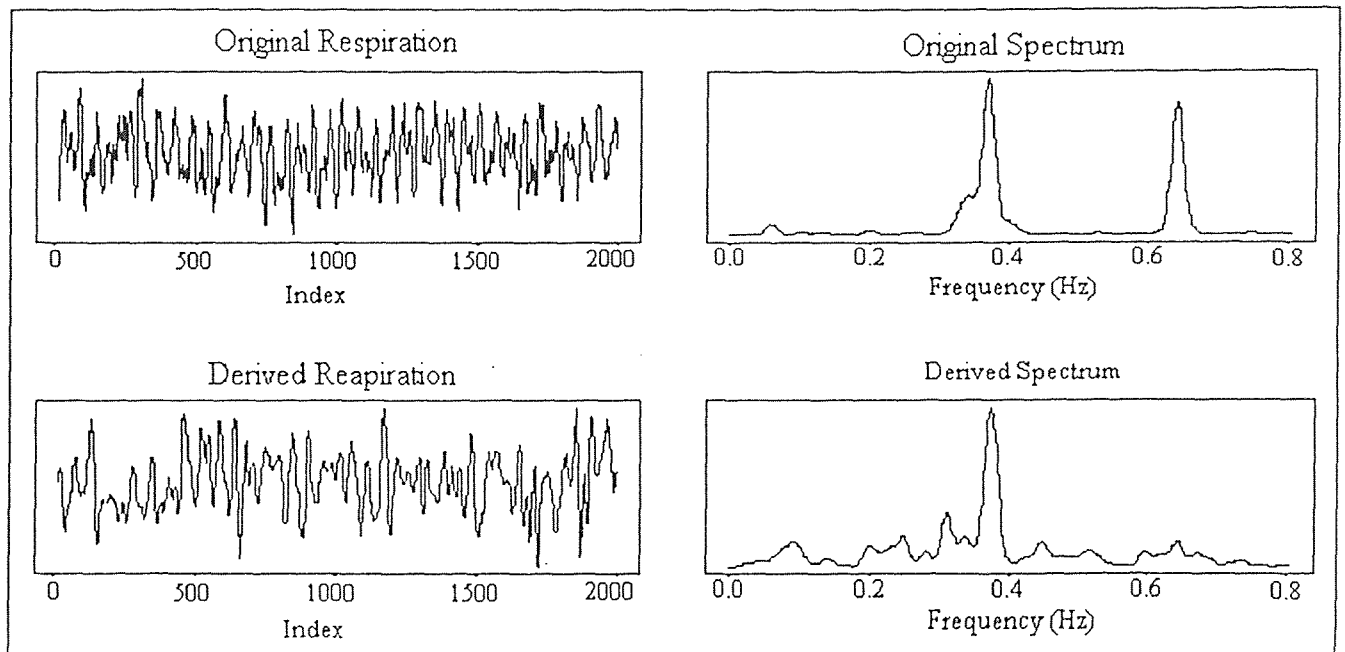 Original Respiration
0 500 1000 1500 2000
Index
Original Spectrum
0.0 0.2 0.4 0.6 0.8
Frequency (Hz)
Derived Reapiration
0 500 1000 1500 2000
Index
Derived Spectrum
0.0 0.2 0.4 0.6 0.8
Frequency (Hz)